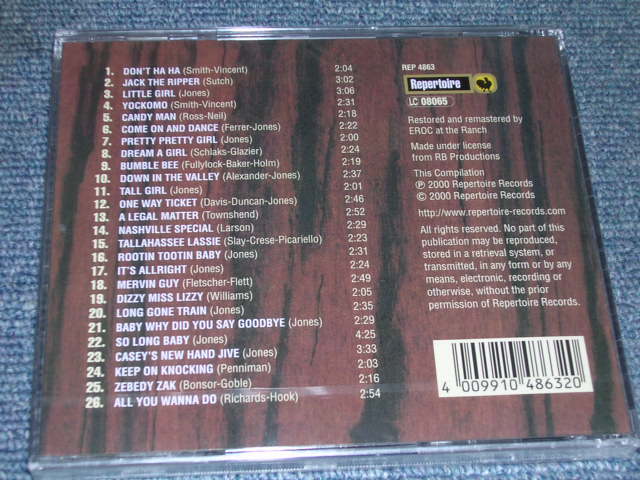 1. DON'T HA HA (Smith-Vincent) 2:04
2. JACK THE RIPPER (Sutch) 3:02
3. LITTLE GIRL (Jones) 3:06
4. YOCKOMO (Smith-Vincent) 2:31
5. CANDY MAN (Ross-Neil) 2:18
6. COME ON AND DANCE (Ferrer-Jones) 2:22
7. PRETTY PRETTY GIRL (Jones) 2:00
8. DREAM A GIRL (Schlaks-Glazier) 2:24
9. BUMBLE BEE (Fullylock-Baker-Holm) 2:19
10. DOWN IN THE VALLEY (Alexander-Jones) 2:37
11. TALL GIRL (Jones) 2:01
12. ONE WAY TICKET (Davis-Duncan-Jones) 2:46
13. A LEGAL MATTER (Townshend) 2:52
14. NASHVILLE SPECIAL (Larson) 2:29
15. TALLAHASSEE LASSIE (Slay-Crese-Picariello) 2:23
16. ROOTIN TOOTIN BABY (Jones) 2:31
17. IT'S ALLRIGHT (Jones) 2:24
18. MERVIN GUY (Fletscher-Flett) 2:49
19. DIZZY MISS LIZZY (Williams) 2:05
20. LONG GONE TRAIN (Jones) 2:35
21. BABY WHY DID YOU SAY GOODBYE (Jones) 2:29
22. SO LONG BABY (Jones) 4:25
23. CASEY'S NEW HAND JIVE (Jones) 3:33
24. KEEP ON KNOCKING (Penniman) 2:03
25. ZEBEDY ZAK (Bonsor-Goble) 2:16
26. ALL YOU WANNA DO (Richards-Hook) 2:54
REP 4863
Repertoire
LC 08065
Restored and remastered by
EROC at the Ranch
Made under license
from RB Productions
This Compilation
℗ 2000 Repertoire Records
© 2000 Repertoire Records
http://www.repertoire-records.com
All rights reserved. No part of this
publication may be reproduced,
stored in a retrieval system, or
transmitted, in any form or by any
means, electronic, recording or
otherwise, without the prior
permission of Repertoire Records.
4 009910 486320